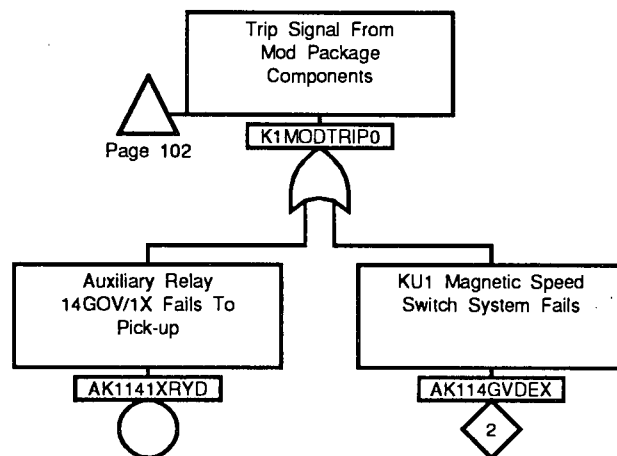 Trip Signal From
Mod Package
Components
Page 102
K1MODTRIP0
Auxiliary Relay
14GOV/1X Fails To
Pick-up
KU1 Magnetic Speed
Switch System Fails
AK1141XRYD
AK114GVDEX
2